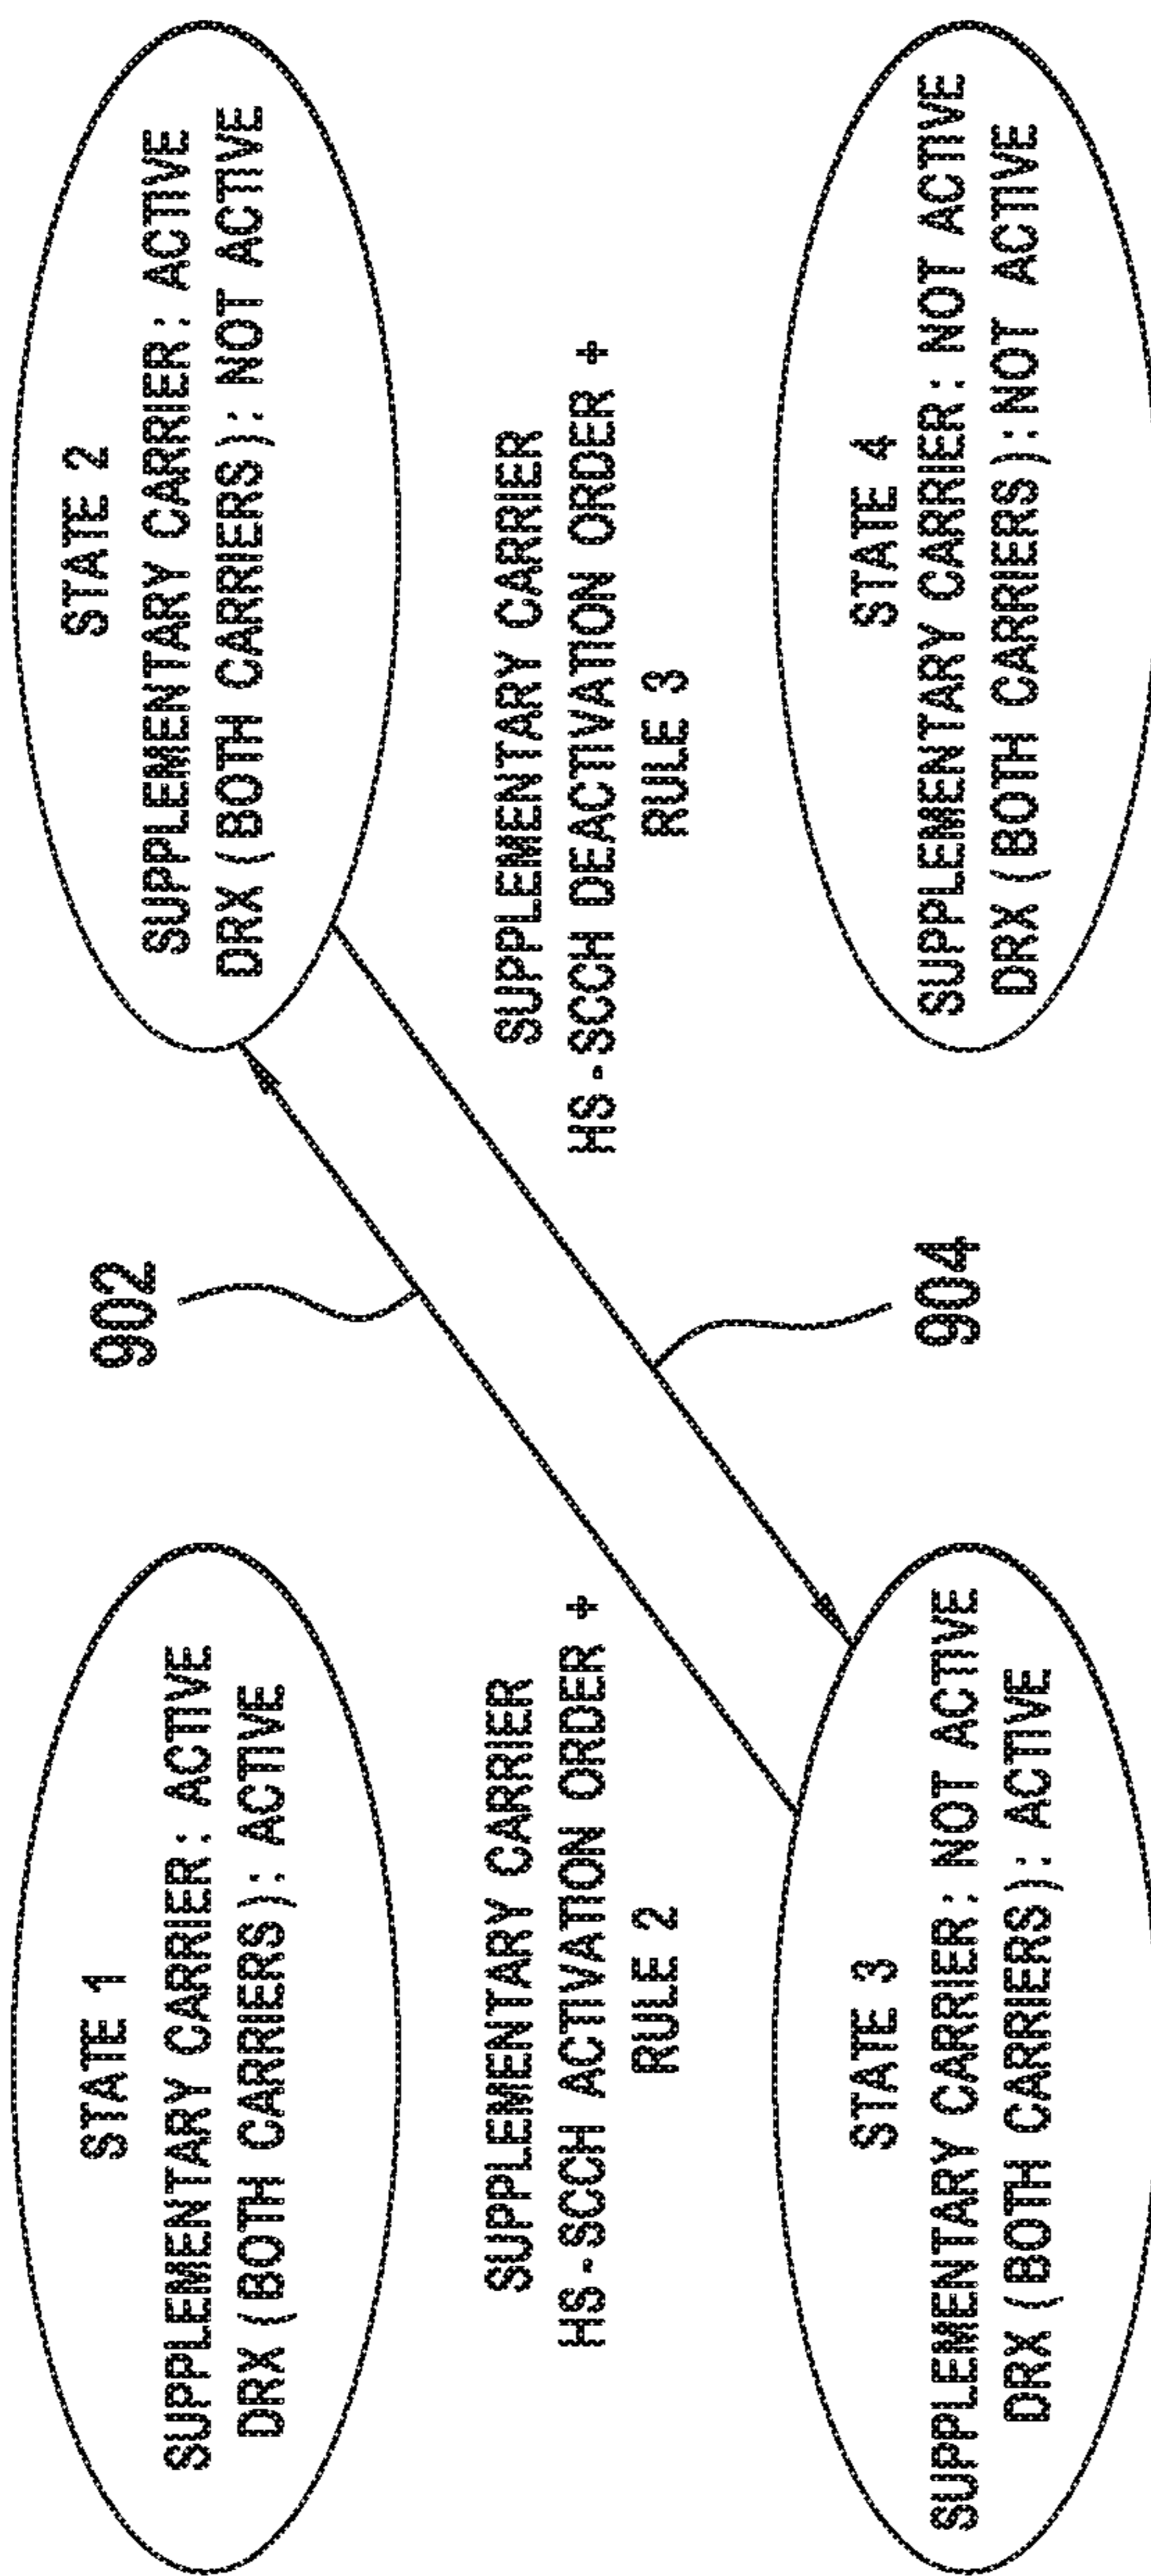 STATE 1
SUPPLEMENTARY CARRIER: ACTIVE
DRX (BOTH CARRIERS): ACTIVE
902
STATE 2
SUPPLEMENTARY CARRIER: ACTIVE
DRX (BOTH CARRIERS): NOT ACTIVE
SUPPLEMENTARY CARRIER
HS-SCCH ACTIVATION ORDER +
RULE 2
SUPPLEMENTARY CARRIER
HS-SCCH DEACTIVATION ORDER +
RULE 3
STATE 3
SUPPLEMENTARY CARRIER: NOT ACTIVE
DRX (BOTH CARRIERS): ACTIVE
904
STATE 4
SUPPLEMENTARY CARRIER: NOT ACTIVE
DRX (BOTH CARRIERS): NOT ACTIVE